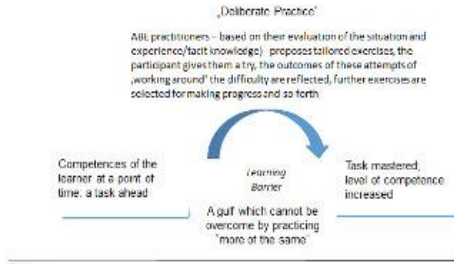 „Deliberate Practice"
ABE practitioners – based on their evaluation of the situation and
experience/tacit knowledge) proposes tailored exercises, the
participant gives them a try, the outcomes of these attempts of
‚working around' the difficulty are reflected, further exercises are
selected for making progress and so forth
Competences of the
learner at a point of
time, a task ahead
Learning
Barrier
A gulf which cannot be
overcome by practicing
"more of the same"
Task mastered,
level of competence
increased